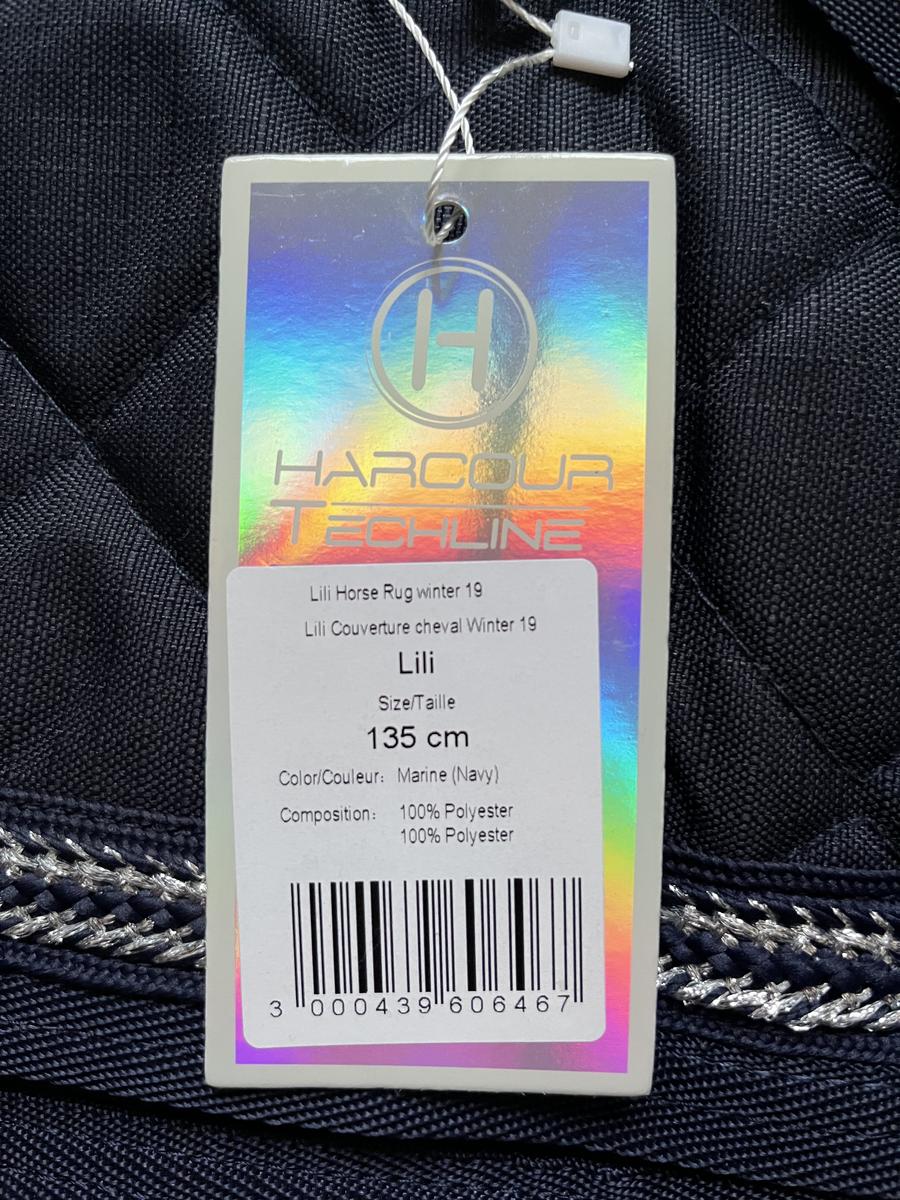 H
HARCOUR
TECHLINE
Lili Horse Rug winter 19
Lili Couverture cheval Winter 19
Lili
Size/Taille
135 cm
Color/Couleur: Marine (Navy)
Composition: 100% Polyester
100% Polyester
3 000439 606467